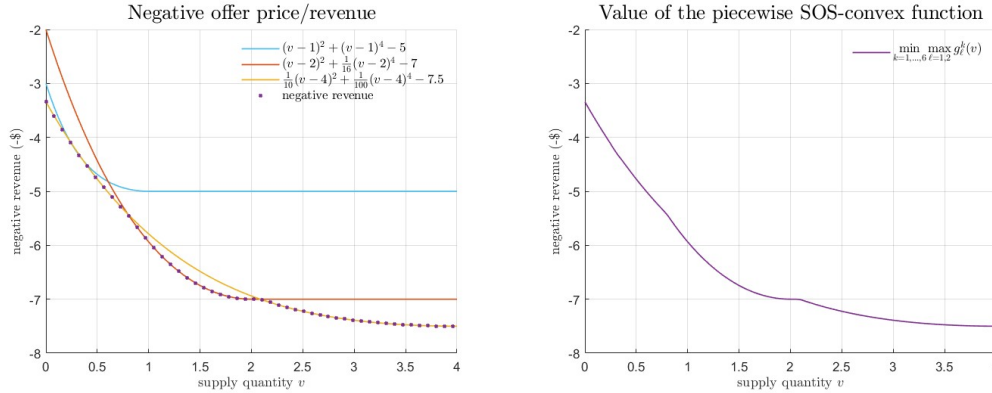 Negative offer price/revenue
(v − 1)² + (v − 1)⁴ − 5
(v − 2)² + 1/16(v − 2)⁴ − 7
1/10(v − 4)² + 1/100(v − 4)⁴ − 7.5
negative revenue
negative revenue (-$)
-2
-3
-4
-5
-6
-7
-8
0 0.5 1 1.5 2 2.5 3 3.5 4
supply quantity v
Value of the piecewise SOS-convex function
min max gₗᵏ(v)
k=1,...,6 ℓ=1,2
negative revenue (-$)
-2
-3
-4
-5
-6
-7
-8
0 0.5 1 1.5 2 2.5 3 3.5
supply quantity v